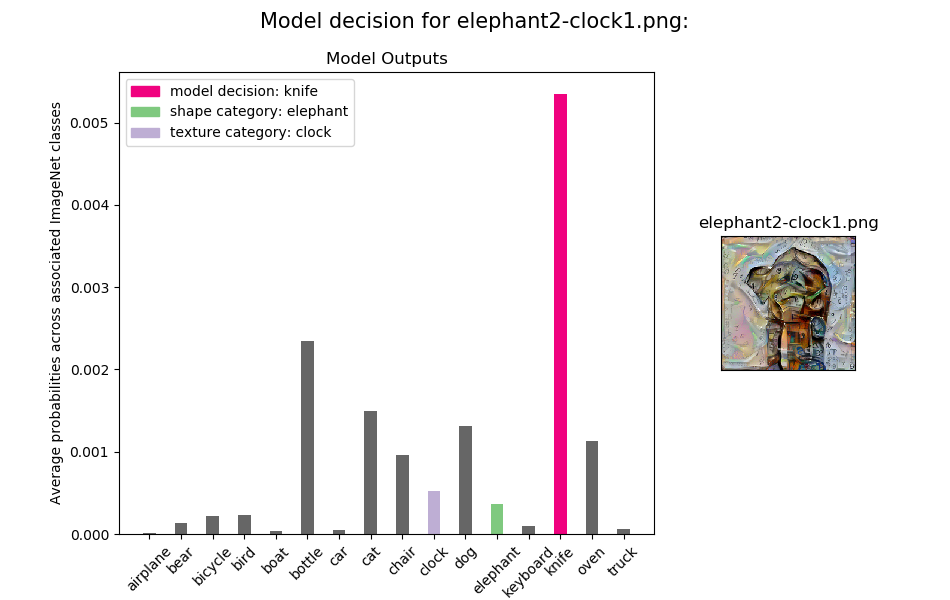 Model decision for elephant2-clock1.png:
Model Outputs
model decision: knife
shape category: elephant
texture category: clock
Average probabilities across associated ImageNet classes
0.005
0.004
0.003
0.002
0.001
0.000
airplane
bear
bicycle
bird
boat
bottle
car
cat
chair
clock
dog
elephant
keyboard
knife
oven
truck
elephant2-clock1.png